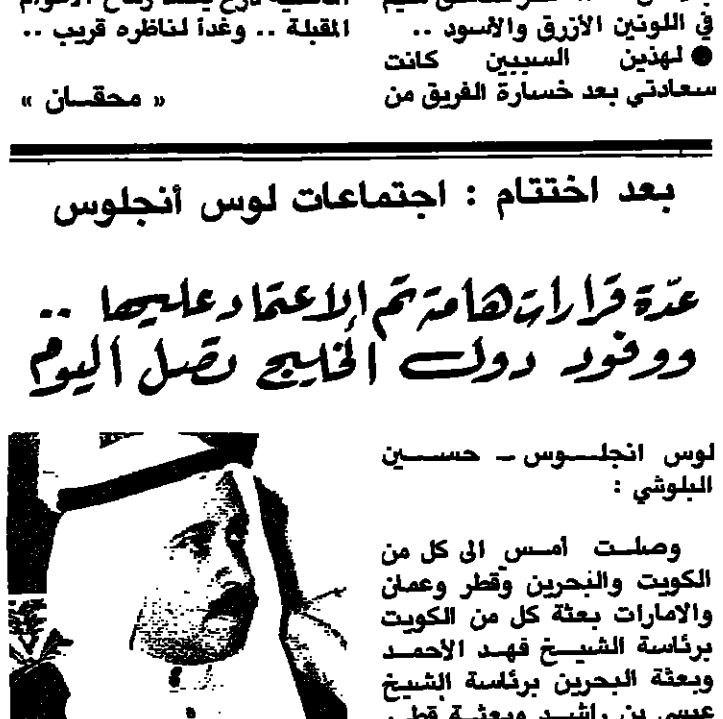 في اللونين الأزرق والأسود ..
● لهذين السببين كانت
سعادتي بعد خسارة الفريق من
المقبلة .. وغداً لناظره قريب ..
« محقان »
بعد اختتام : اجتماعات لوس أنجلوس
عدّة قرارات هامة تم الاعتماد عليها ..
ووفود دول الخليج تصل اليوم
لوس انجلوس – حسين
البلوشي :
وصلت أمس الى كل من
الكويت والبحرين وقطر وعمان
والامارات بعثة كل من الكويت
برئاسة الشيخ فهد الأحمد
وبعثة البحرين برئاسة الشيخ
عيسى بن راشد وبعثة قطر